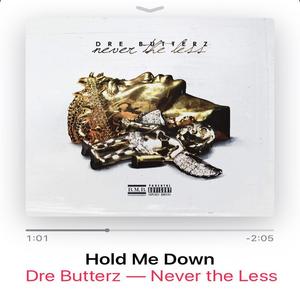 DRE BUTTERZ
never the less
B.M.B.
PARENTAL
ADVISORY
EXPLICIT CONTENT
1:01
-2:05
Hold Me Down
Dre Butterz — Never the Less